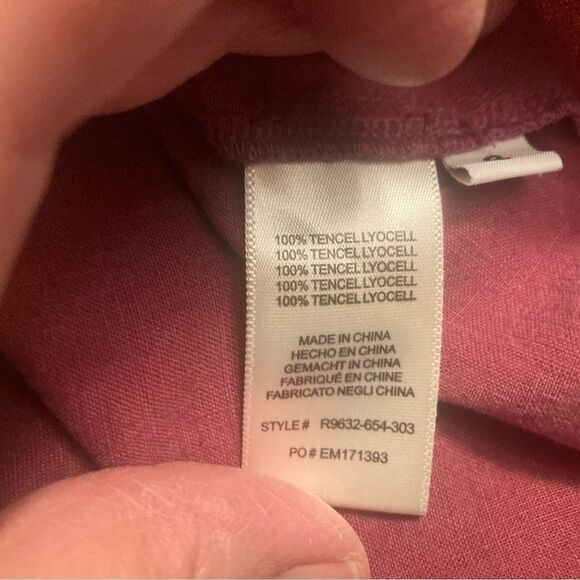 100% TENCEL LYOCELL
100% TENCEL LYOCELL
100% TENCEL LYOCELL
100% TENCEL LYOCELL
100% TENCEL LYOCELL
MADE IN CHINA
HECHO EN CHINA
GEMACHT IN CHINA
FABRIQUÉ EN CHINE
FABRICATO NEGLI CHINA
STYLE # R9632-654-303
PO # EM171393